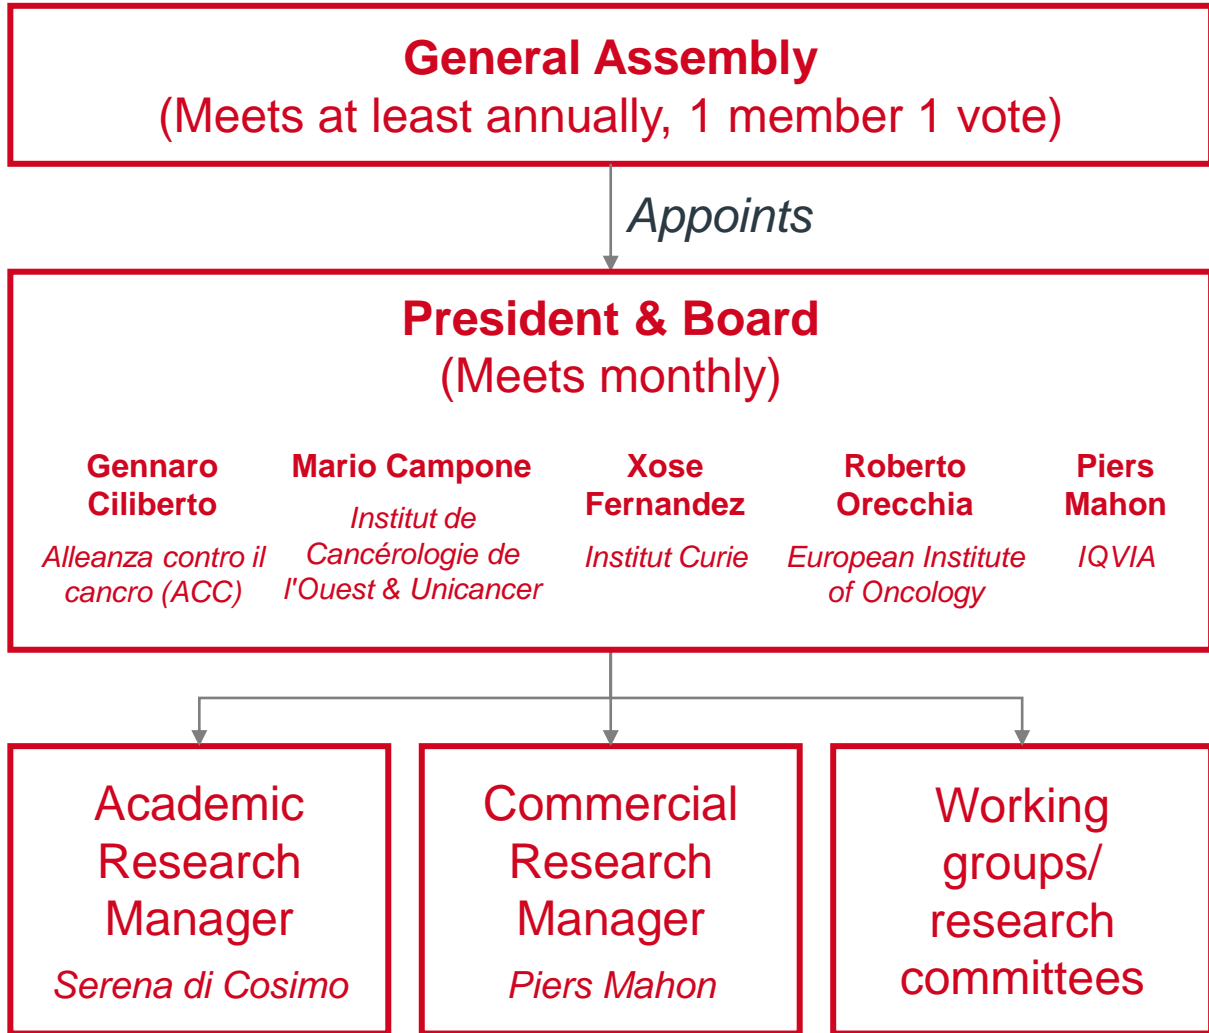 General Assembly
(Meets at least annually, 1 member 1 vote)
Appoints
President & Board
(Meets monthly)
Gennaro
Ciliberto
Alleanza contro il
cancro (ACC)
Mario Campone
Institut de
Cancérologie de
l'Ouest & Unicancer
Xose
Fernandez
Institut Curie
Roberto
Orecchia
European Institute
of Oncology
Piers
Mahon
IQVIA
Academic
Research
Manager
Serena di Cosimo
Commercial
Research
Manager
Piers Mahon
Working
groups/
research
committees